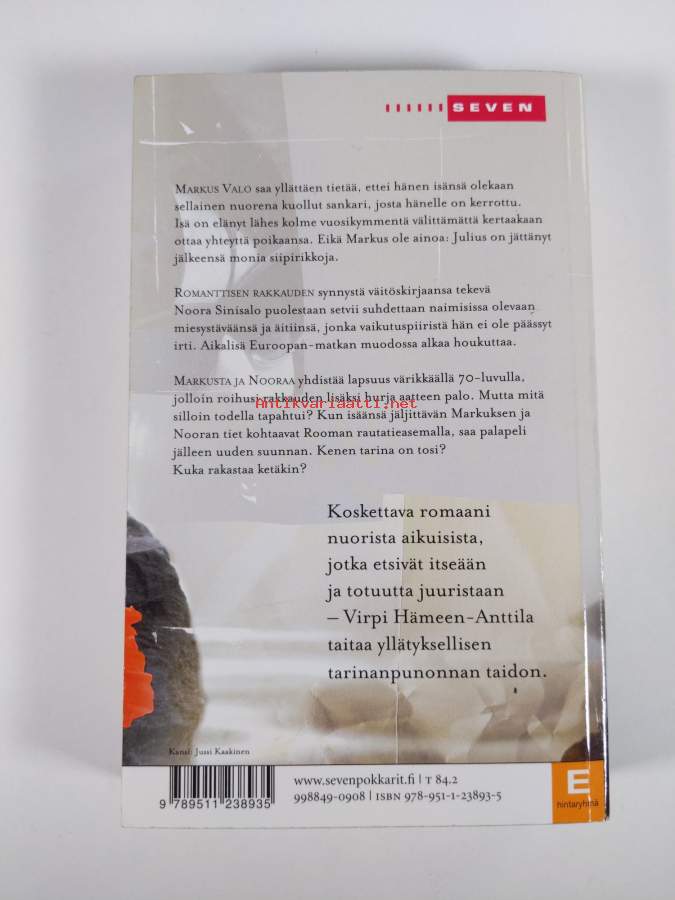 SEVEN
MARKUS VALO saa yllättäen tietää, ettei hänen isänsä olekaan
sellainen nuorena kuollut sankari, josta hänelle on kerrottu.
Isä on elänyt lähes kolme vuosikymmentä välittämättä kertaakaan
ottaa yhteyttä poikaansa. Eikä Markus ole ainoa: Julius on jättänyt
jälkeensä monia siipirikkoja.
ROMANTTISEN RAKKAUDEN synnystä väitöskirjaansa tekevä
Noora Sinisalo puolestaan setvii suhdettaan naimisissa olevaan
miesystäväänsä ja äitiinsä, jonka vaikutuspiiristä hän ei ole päässyt
irti. Aikalisä Euroopan-matkan muodossa alkaa houkuttaa.
MARKUSTA JA NOORAA yhdistää lapsuus värikkäällä 70-luvulla,
jolloin roihusi rakkauden lisäksi hurja aatteen palo. Mutta mitä
Antikvariaatti.net
silloin todella tapahtui? Kun isäänsä jäljittävän Markuksen ja
Nooran tiet kohtaavat Rooman rautatieasemalla, saa palapeli
jälleen uuden suunnan. Kenen tarina on tosi?
Kuka rakastaa ketäkin?
Koskettava romaani
nuorista aikuisista,
jotka etsivät itseään
ja totuutta juuristaan
– Virpi Hämeen-Anttila
taitaa yllätyksellisen
tarinanpunonnan taidon.
Kansi: Jussi Kaakinen
www.sevenpokkarit.fi | T 84.2
998849-0908 | ISBN 978-951-1-23893-5
9 789511 238935
E
hintaryhmä